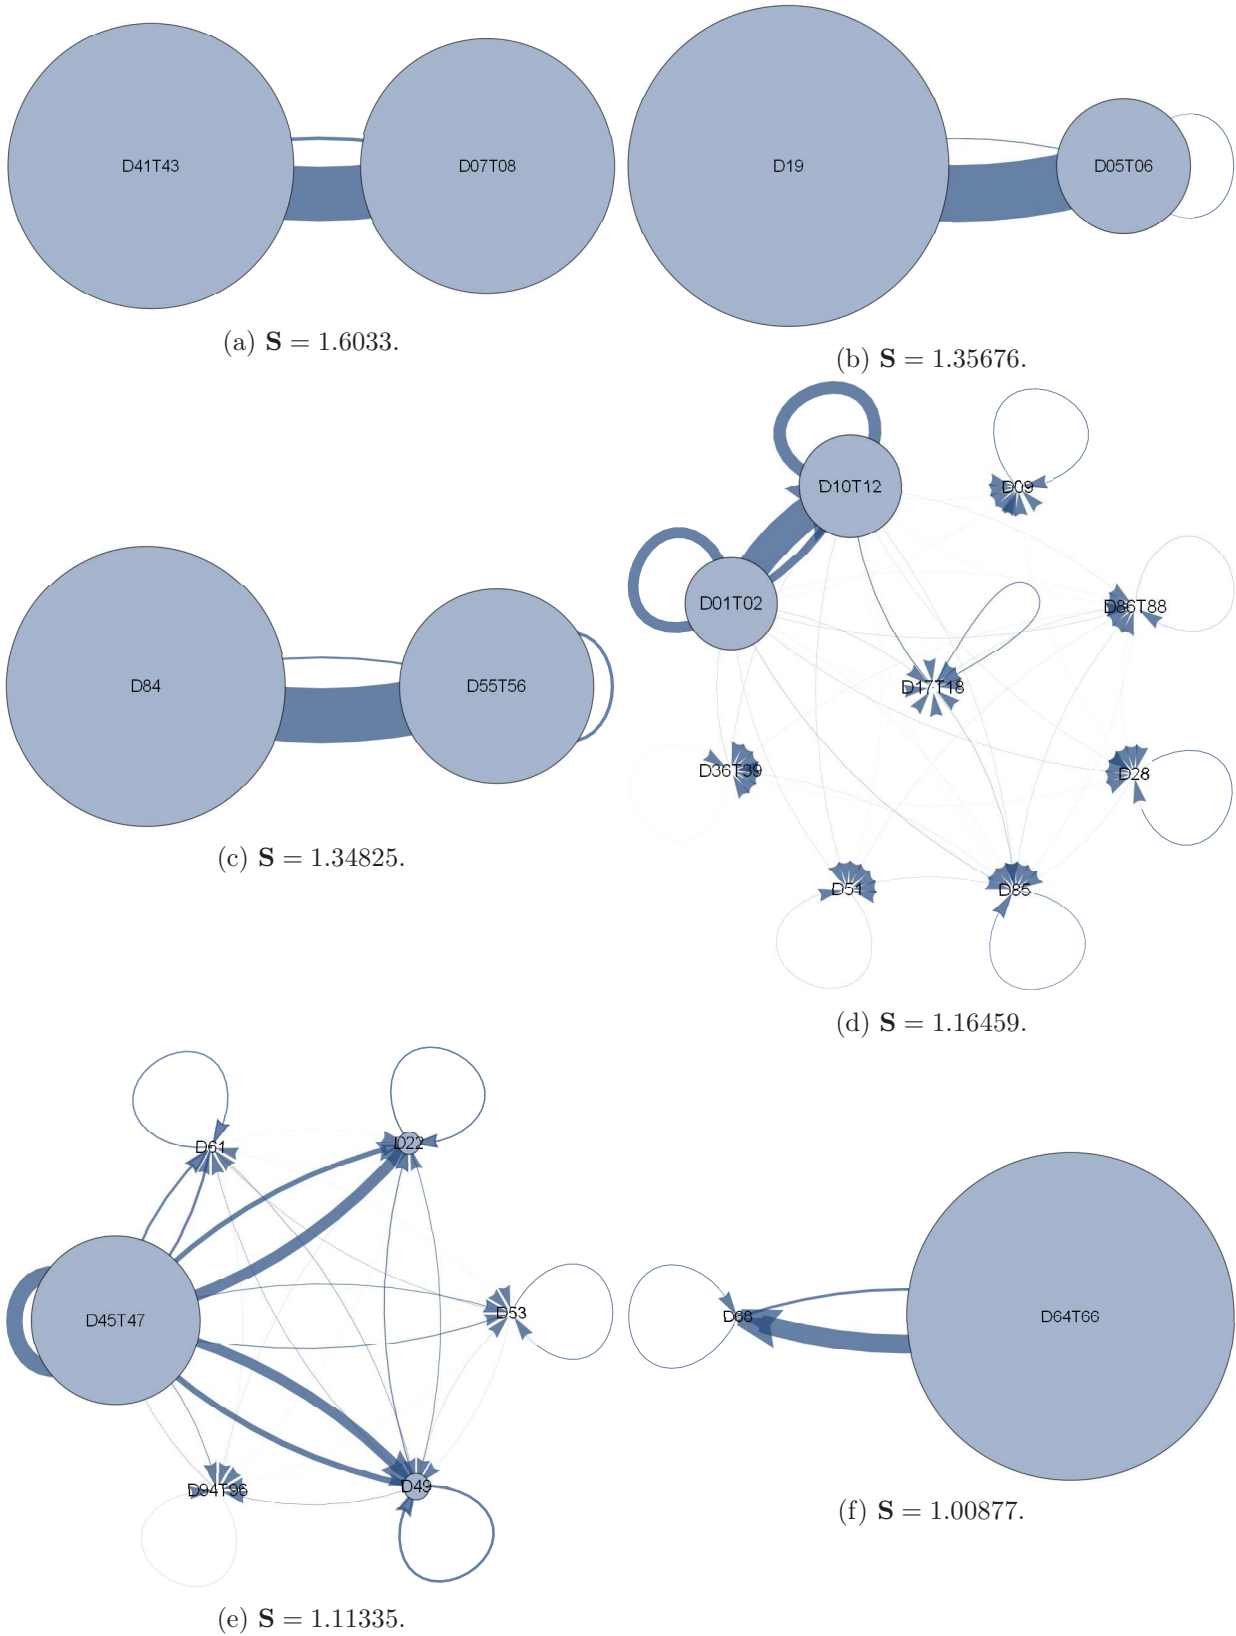 D41T43
D07T08
D19
D05T06
(a) S = 1.6033.
(b) S = 1.35676.
D84
D55T56
(c) S = 1.34825.
D10T12
D09
D01T02
D86T88
D17T18
D36T39
D28
D51
D85
(d) S = 1.16459.
D61
D22
D45T47
D53
D94T96
D49
(e) S = 1.11335.
D68
D64T66
(f) S = 1.00877.